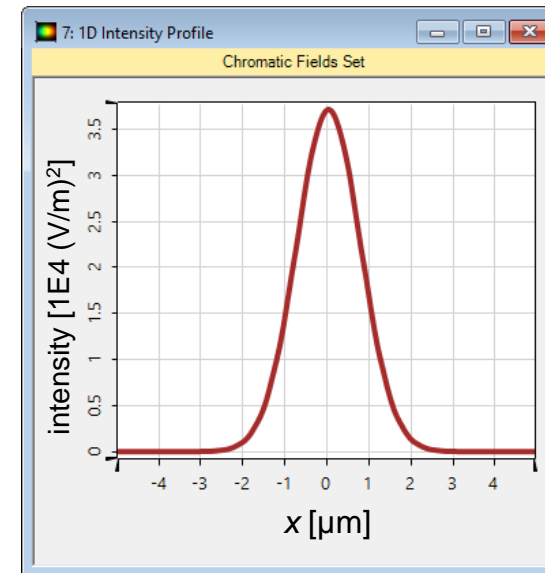 7: 1D Intensity Profile
Chromatic Fields Set
intensity [1E4 (V/m)²]
3.5
3
2.5
2
1.5
1
0.5
0
-4 -3 -2 -1 0 1 2 3 4
x [µm]